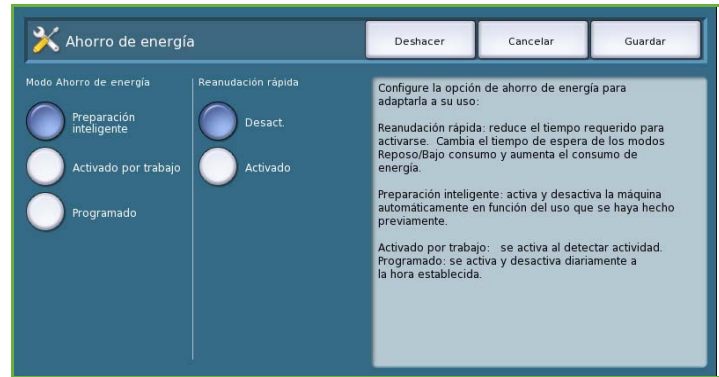 Ahorro de energía
Deshacer
Cancelar
Guardar
Modo Ahorro de energía
Preparación
inteligente
Activado por trabajo
Programado
Reanudación rápida
Desact.
Activado
Configure la opción de ahorro de energía para
adaptarla a su uso:
Reanudación rápida: reduce el tiempo requerido para
activarse. Cambia el tiempo de espera de los modos
Reposo/Bajo consumo y aumenta el consumo de
energía.
Preparación inteligente: activa y desactiva la máquina
automáticamente en función del uso que se haya hecho
previamente.
Activado por trabajo: se activa al detectar actividad.
Programado: se activa y desactiva diariamente a
la hora establecida.